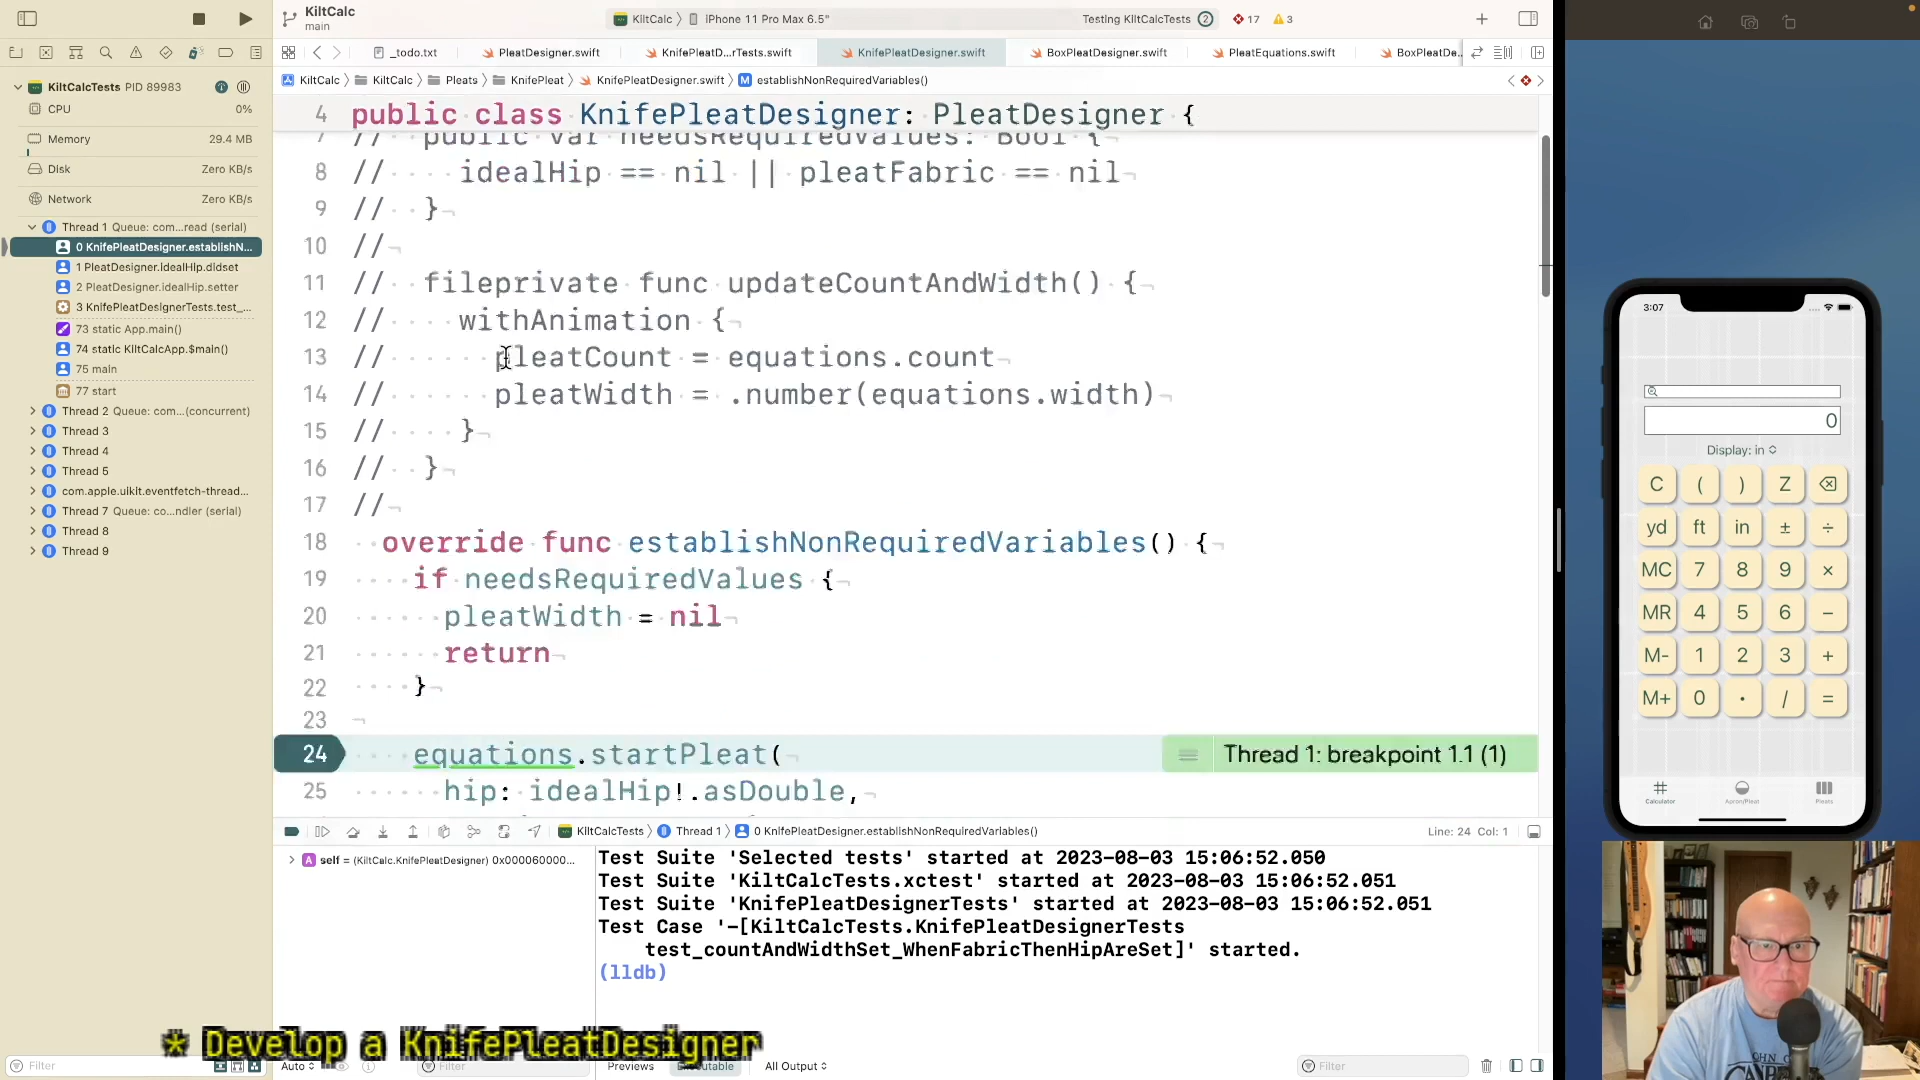 KiltCalc
main
KiltCalc
iPhone 11 Pro Max 6.5"
Testing KiltCalcTests
2
17
3
_todo.txt
PleatDesigner.swift
KnifePleatD...rTests.swift
KnifePleatDesigner.swift
BoxPleatDesigner.swift
PleatEquations.swift
BoxPleatDe...
KiltCalcTests PID 89983
CPU
0%
Memory
29.4 MB
Disk
Zero KB/s
Network
Zero KB/s
Thread 1 Queue: com...read (serial)
0 KnifePleatDesigner.establishN...
1 PleatDesigner.idealHip.didset
2 PleatDesigner.idealHip.setter
3 KnifePleatDesignerTests.test_...
73 static App.main()
74 static KiltCalcApp.$main()
75 main
77 start
Thread 2 Queue: com...(concurrent)
Thread 3
Thread 4
Thread 5
com.apple.uikit.eventfetch-thread...
Thread 7 Queue: co...ndler (serial)
Thread 8
Thread 9
Filter
KiltCalc
KiltCalc
Pleats
KnifePleat
KnifePleatDesigner.swift
M establishNonRequiredVariables()
4 public class KnifePleatDesigner: PleatDesigner {
7 // public var needsRequiredValues: Bool {
8 // idealHip == nil || pleatFabric == nil
9 // }
10 //
11 // fileprivate func updateCountAndWidth() {
12 // withAnimation {
13 // pleatCount = equations.count
14 // pleatWidth = .number(equations.width)
15 // }
16 // }
17 //
18 override func establishNonRequiredVariables() {
19 if needsRequiredValues {
20 pleatWidth = nil
21 return
22 }
23
24 equations.startPleat(
Thread 1: breakpoint 1.1 (1)
25 hip: idealHip!.asDouble,
KiltCalcTests
Thread 1
0 KnifePleatDesigner.establishNonRequiredVariables()
Line: 24 Col: 1
A self = (KiltCalc.KnifePleatDesigner) 0x000060000...
Test Suite 'Selected tests' started at 2023-08-03 15:06:52.050
Test Suite 'KiltCalcTests.xctest' started at 2023-08-03 15:06:52.051
Test Suite 'KnifePleatDesignerTests' started at 2023-08-03 15:06:52.051
Test Case '-[KiltCalcTests.KnifePleatDesignerTests
test_countAndWidthSet_WhenFabricThenHipAreSet]' started.
(lldb)
* Develop a KnifePleatDesigner
Auto
Filter
Previews
Executable
All Output
Filter
3:07
0
Display: in
C ( ) Z
yd ft in ± ÷
MC 7 8 9 ×
MR 4 5 6 −
M- 1 2 3 +
M+ 0 · / =
Calculator
Apron/Pleat
Pleats